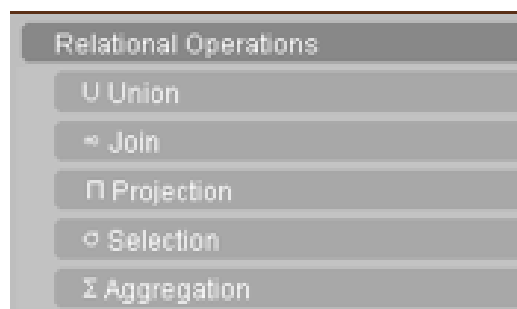 Relational Operations
∪ Union
⋈ Join
Π Projection
σ Selection
Σ Aggregation